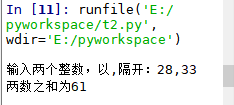 In [11]: runfile('E:/
pyworkspace/t2.py',
wdir='E:/pyworkspace')
输入两个整数，以,隔开：28,33
两数之和为61